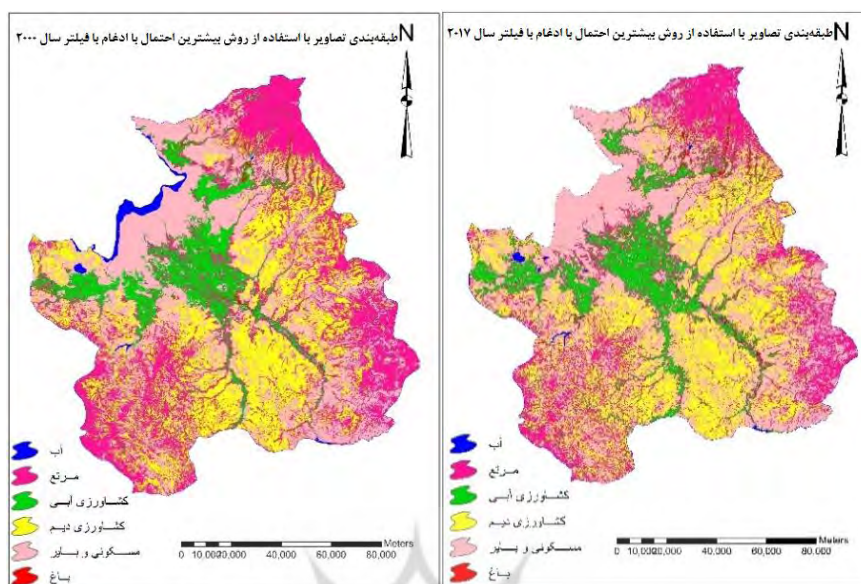 طبقه‌بندی تصاویر با استفاده از روش بیشترین احتمال با ادغام با فیلتر سال ۲۰۰۰
N
آب
مرتع
کشاورزی آبی
کشاورزی دیم
مسکونی و بایر
باغ
Meters
0 10,000 20,000 40,000 60,000 80,000
طبقه‌بندی تصاویر با استفاده از روش بیشترین احتمال با ادغام با فیلتر سال ۲۰۱۷
N
آب
مرتع
کشاورزی آبی
کشاورزی دیم
مسکونی و بایر
باغ
Meters
0 10,000 20,000 40,000 60,000 80,000